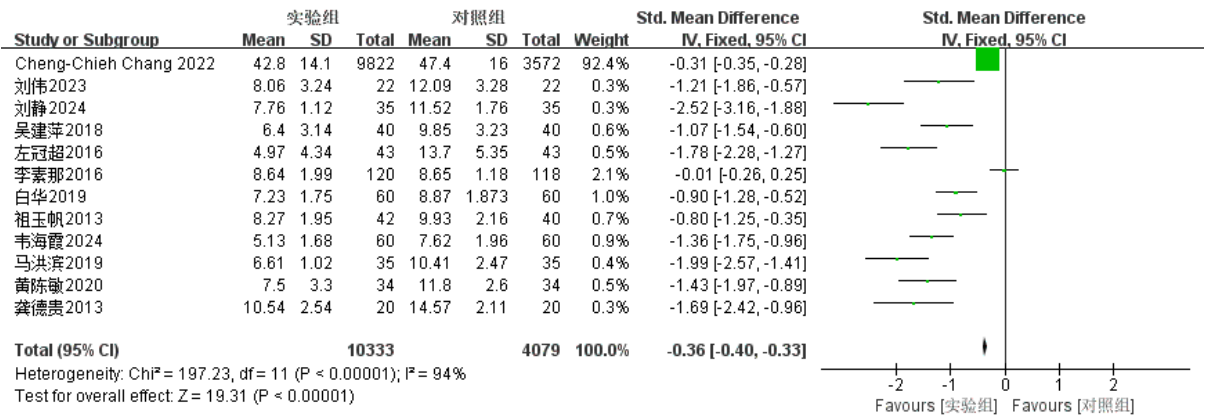 实验组 对照组 Std. Mean Difference Std. Mean Difference
Study or Subgroup Mean SD Total Mean SD Total Weight IV, Fixed, 95% CI IV, Fixed, 95% CI
Cheng-Chieh Chang 2022 42.8 14.1 9822 47.4 16 3572 92.4% -0.31 [-0.35, -0.28]
刘伟2023 8.06 3.24 22 12.09 3.28 22 0.3% -1.21 [-1.86, -0.57]
刘静2024 7.76 1.12 35 11.52 1.76 35 0.3% -2.52 [-3.16, -1.88]
吴建萍2018 6.4 3.14 40 9.85 3.23 40 0.6% -1.07 [-1.54, -0.60]
左冠超2016 4.97 4.34 43 13.7 5.35 43 0.5% -1.78 [-2.28, -1.27]
李素那2016 8.64 1.99 120 8.65 1.18 118 2.1% -0.01 [-0.26, 0.25]
白华2019 7.23 1.75 60 8.87 1.873 60 1.0% -0.90 [-1.28, -0.52]
祖玉帆2013 8.27 1.95 42 9.93 2.16 40 0.7% -0.80 [-1.25, -0.35]
韦海霞2024 5.13 1.68 60 7.62 1.96 60 0.9% -1.36 [-1.75, -0.96]
马洪滨2019 6.61 1.02 35 10.41 2.47 35 0.4% -1.99 [-2.57, -1.41]
黄陈敏2020 7.5 3.3 34 11.8 2.6 34 0.5% -1.43 [-1.97, -0.89]
龚德贵2013 10.54 2.54 20 14.57 2.11 20 0.3% -1.69 [-2.42, -0.96]
Total (95% CI) 10333 4079 100.0% -0.36 [-0.40, -0.33]
Heterogeneity: Chi² = 197.23, df = 11 (P < 0.00001); I² = 94%
Test for overall effect: Z = 19.31 (P < 0.00001)
-2 -1 0 1 2
Favours [实验组] Favours [对照组]